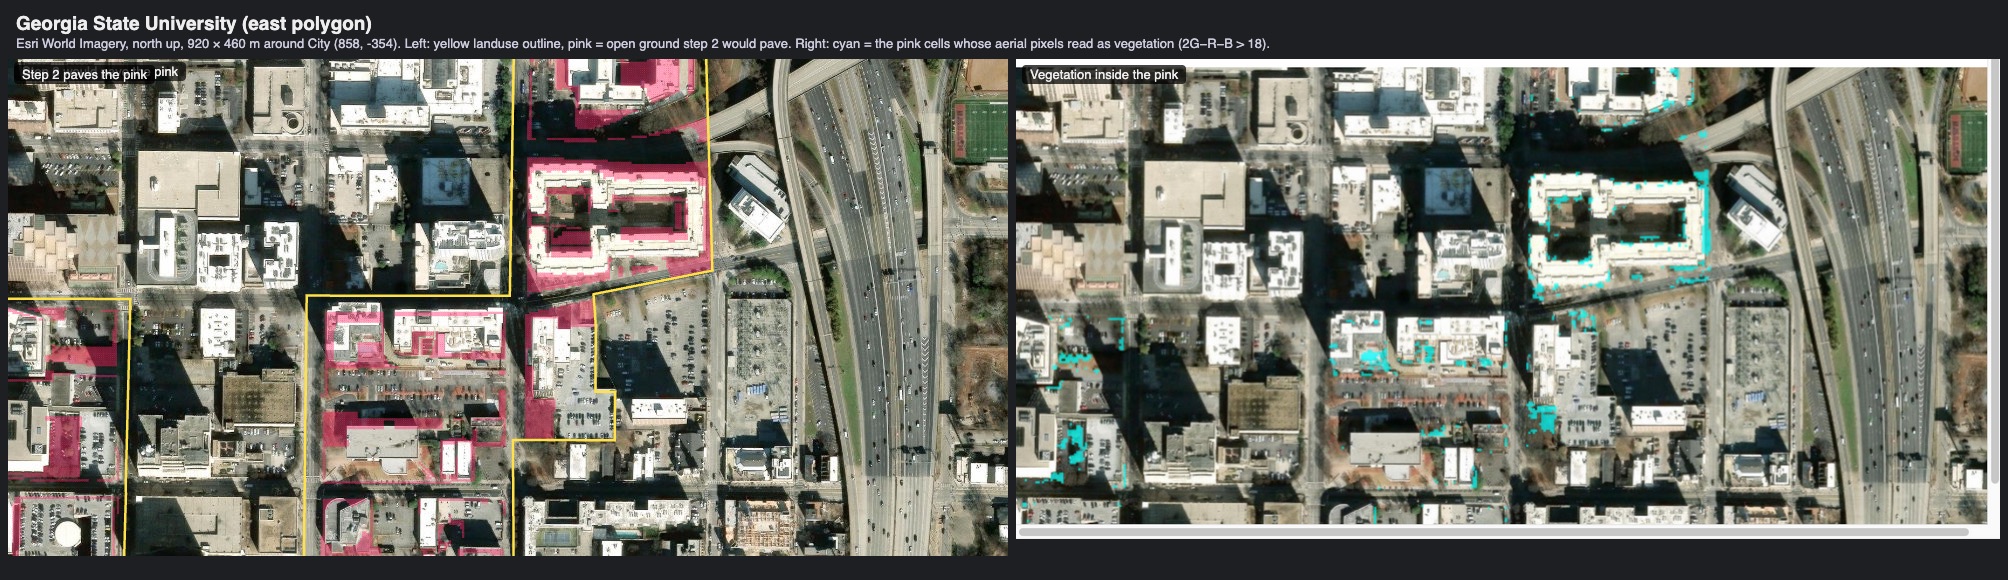 Georgia State University (east polygon)
Esri World Imagery, north up, 920 × 460 m around City (858, -354). Left: yellow landuse outline, pink = open ground step 2 would pave. Right: cyan = the pink cells whose aerial pixels read as vegetation (2G−R−B > 18).
Step 2 paves the pink pink
Vegetation inside the pink